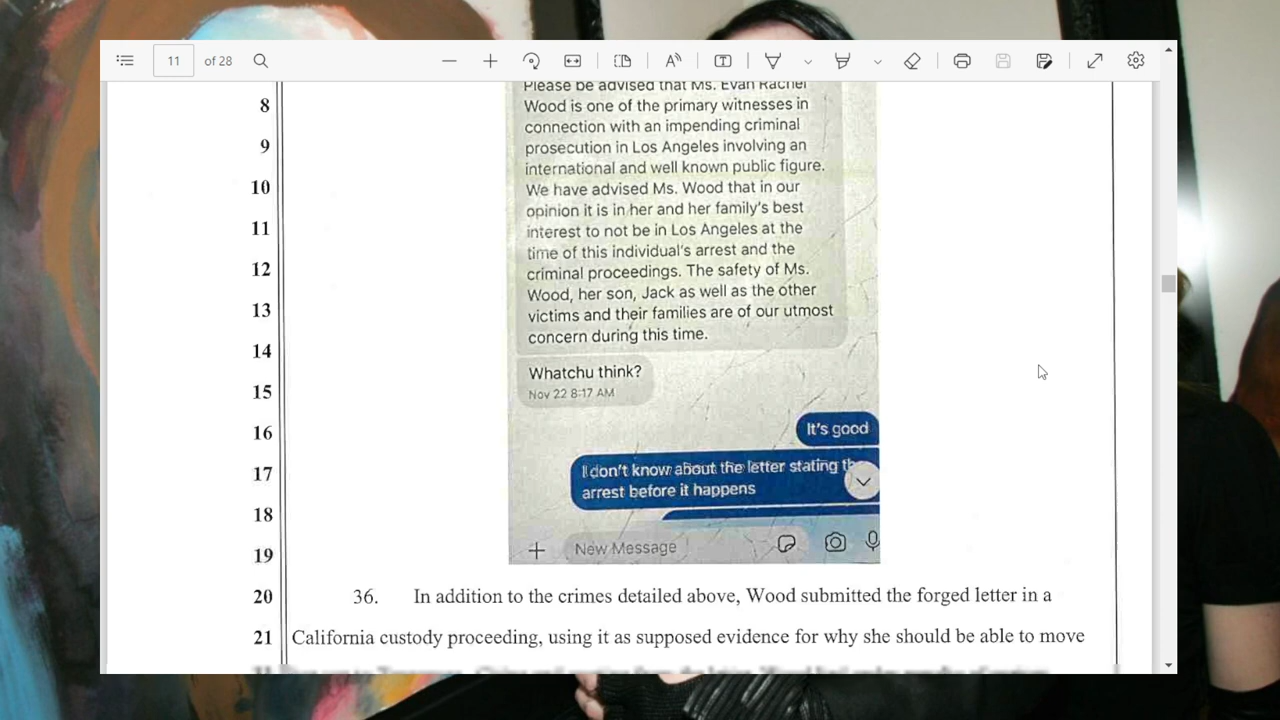 11
of 28
8
9
10
11
12
13
14
15
16
17
18
19
20
21
Please be advised that Ms. Evan Rachel
Wood is one of the primary witnesses in
connection with an impending criminal
prosecution in Los Angeles involving an
international and well known public figure.
We have advised Ms. Wood that in our
opinion it is in her and her family's best
interest to not be in Los Angeles at the
time of this individual's arrest and the
criminal proceedings. The safety of Ms.
Wood, her son, Jack as well as the other
victims and their families are of our utmost
concern during this time.
Whatchu think?
Nov 22 8:17 AM
It's good
I don't know about the letter stating
arrest before it happens
New Message
36. In addition to the crimes detailed above, Wood submitted the forged letter in a
California custody proceeding, using it as supposed evidence for why she should be able to move